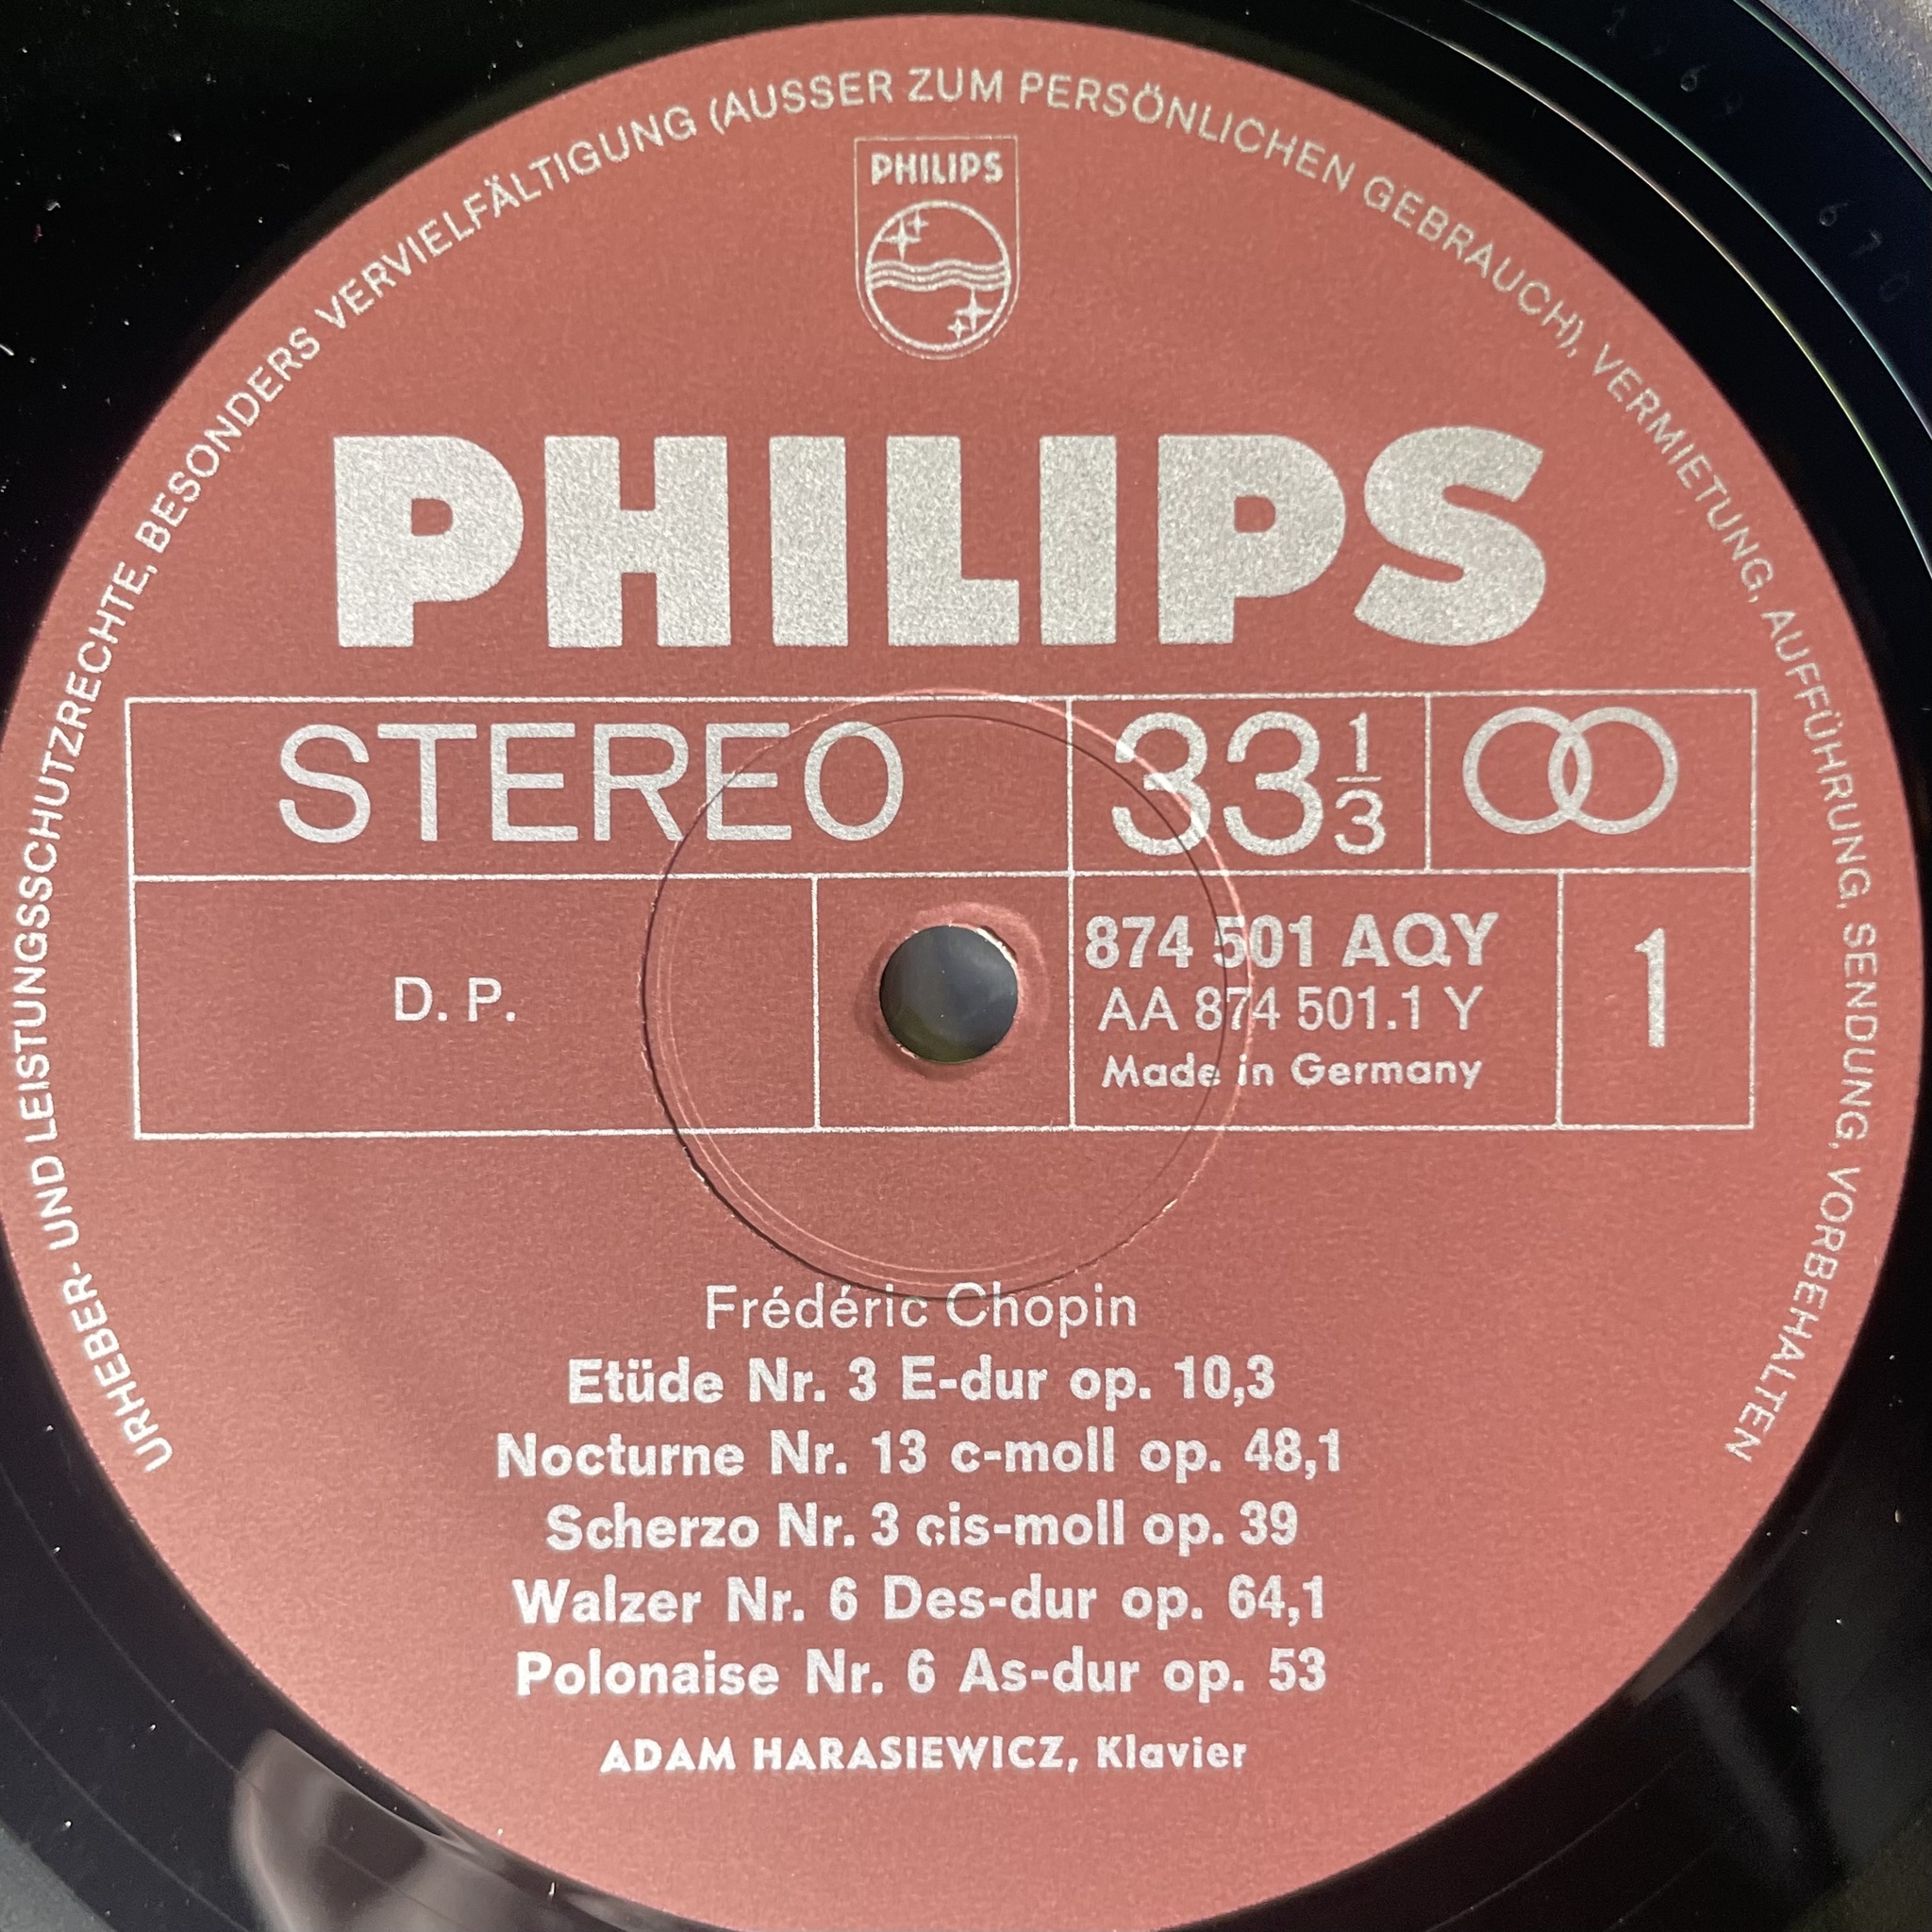 URHEBER- UND LEISTUNGSSCHUTZRECHTE, BESONDERS VERVIELFÄLTIGUNG (AUSSER ZUM PERSÖNLICHEN GEBRAUCH), VERMIETUNG, AUFFÜHRUNG, SENDUNG, VORBEHALTEN
PHILIPS
PHILIPS
STEREO 33 1/3
D. P.
874 501 AQY
AA 874 501.1 Y
Made in Germany
1
Frédéric Chopin
Etüde Nr. 3 E-dur op. 10,3
Nocturne Nr. 13 c-moll op. 48,1
Scherzo Nr. 3 cis-moll op. 39
Walzer Nr. 6 Des-dur op. 64,1
Polonaise Nr. 6 As-dur op. 53
ADAM HARASIEWICZ, Klavier
670